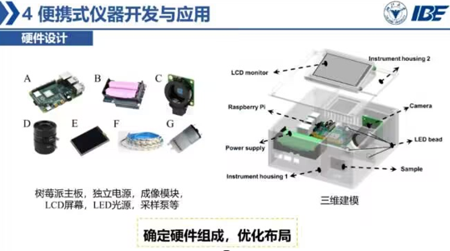 4 便携式仪器开发与应用
IBE
硬件设计
A
B
C
D
E
F
G
LCD monitor
Instrument housing 2
Raspberry Pi
Camera
Power supply
LED bead
Instrument housing 1
Sample
树莓派主板，独立电源，成像模块，
LCD屏幕，LED光源，采样泵等
三维建模
确定硬件组成，优化布局